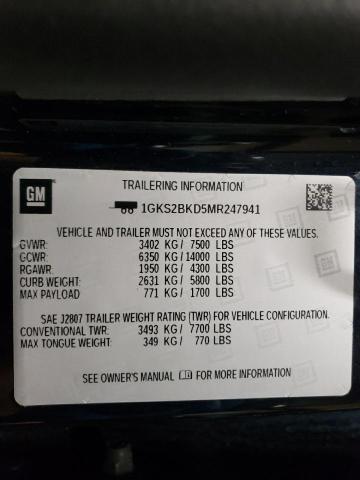 GM
TRAILERING INFORMATION
1GKS2BKD5MR247941
VEHICLE AND TRAILER MUST NOT EXCEED ANY OF THESE VALUES.
GVWR: 3402 KG/ 7500 LBS
GCWR: 6350 KG/14000 LBS
RGAWR: 1950 KG/ 4300 LBS
CURB WEIGHT: 2631 KG/ 5800 LBS
MAX PAYLOAD: 771 KG/ 1700 LBS
SAE J2807 TRAILER WEIGHT RATING (TWR) FOR VEHICLE CONFIGURATION.
CONVENTIONAL TWR: 3493 KG/ 7700 LBS
MAX TONGUE WEIGHT: 349 KG/ 770 LBS
SEE OWNER'S MANUAL FOR MORE INFORMATION